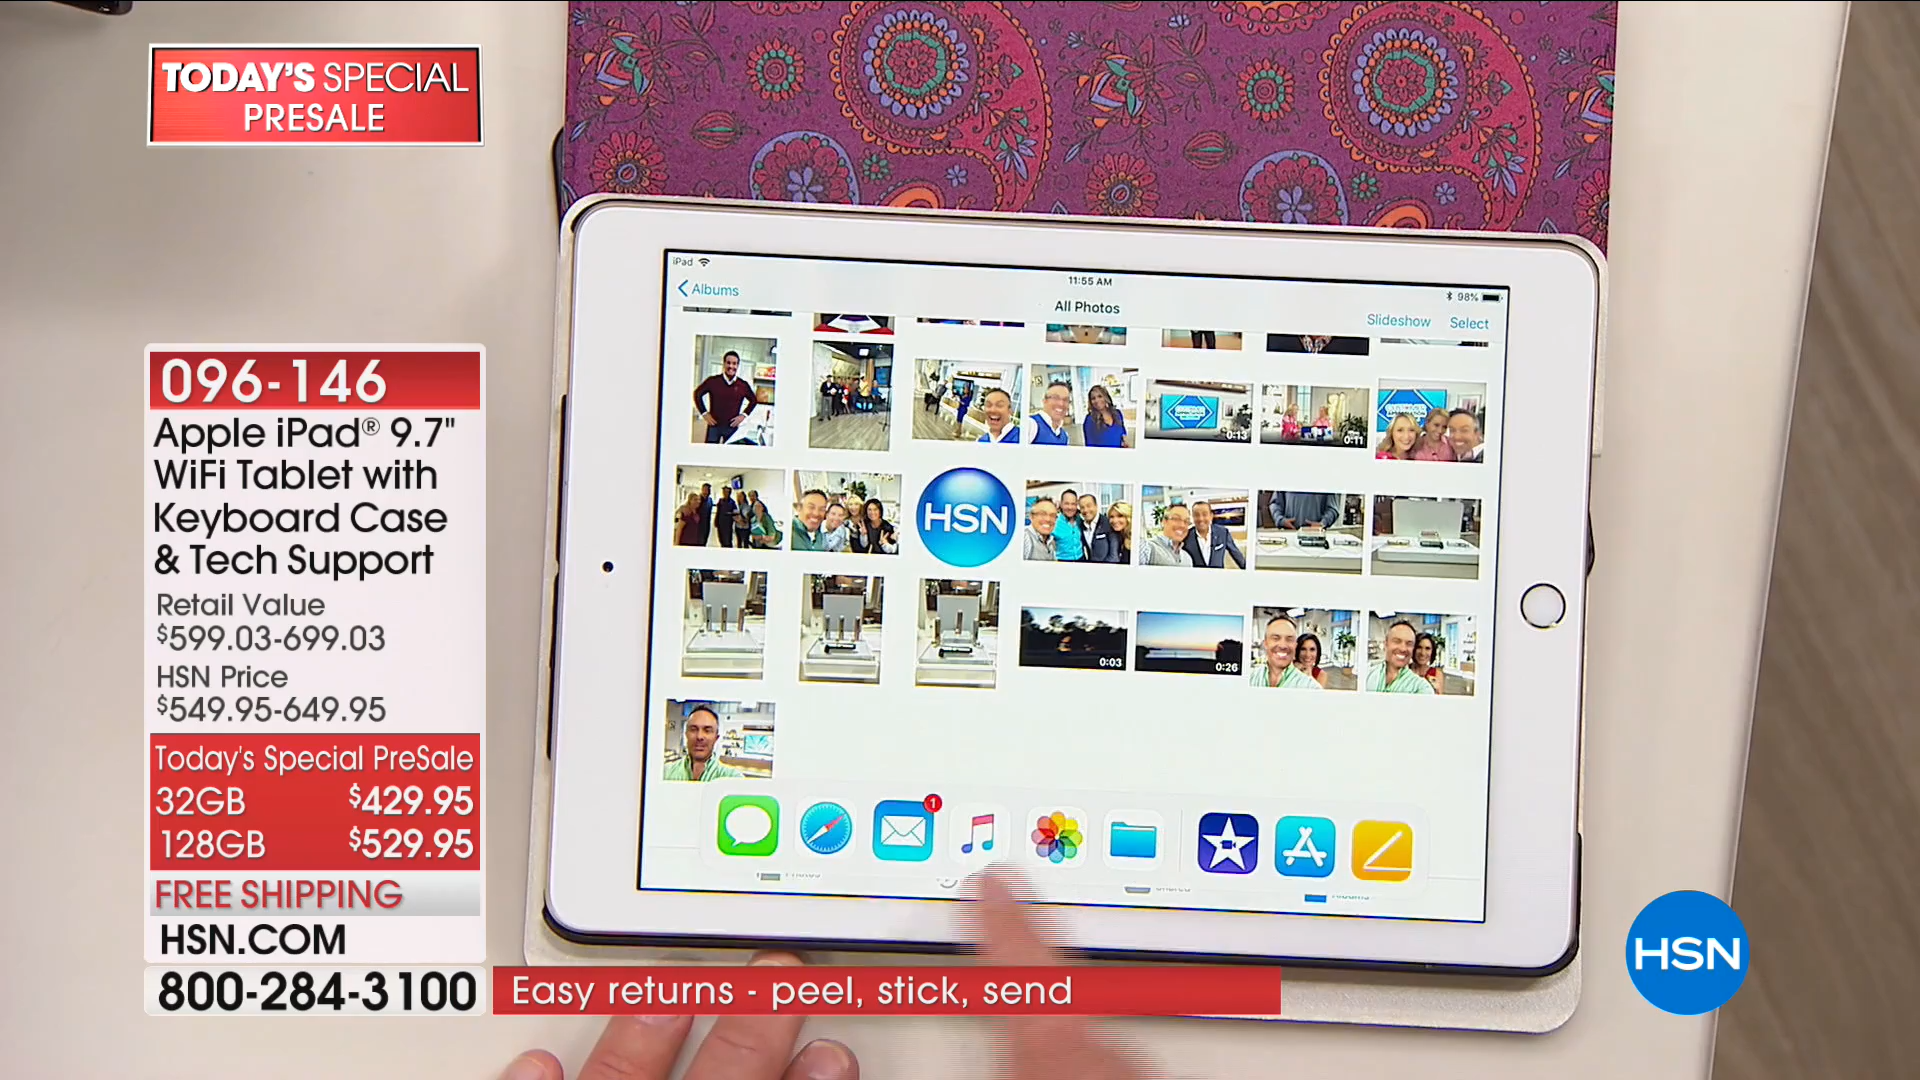 TODAY'S SPECIAL
PRESALE
096-146
Apple iPad® 9.7"
WiFi Tablet with
Keyboard Case
& Tech Support
Retail Value
$599.03-699.03
HSN Price
$549.95-649.95
Today's Special PreSale
32GB $429.95
128GB $529.95
FREE SHIPPING
HSN.COM
800-284-3100
Easy returns - peel, stick, send
HSN
iPad
11:55 AM
98%
Albums
All Photos
Slideshow Select
0:13
0:11
HSN
0:03
0:26
1
Photos
Shared
Albums